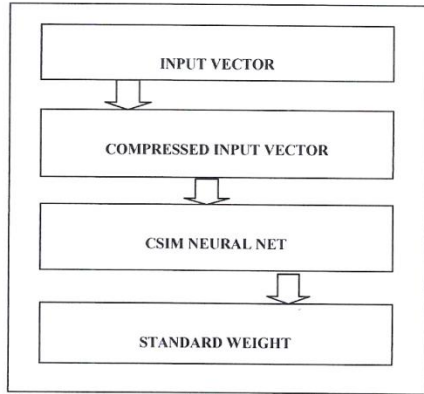 INPUT VECTOR
COMPRESSED INPUT VECTOR
CSIM NEURAL NET
STANDARD WEIGHT